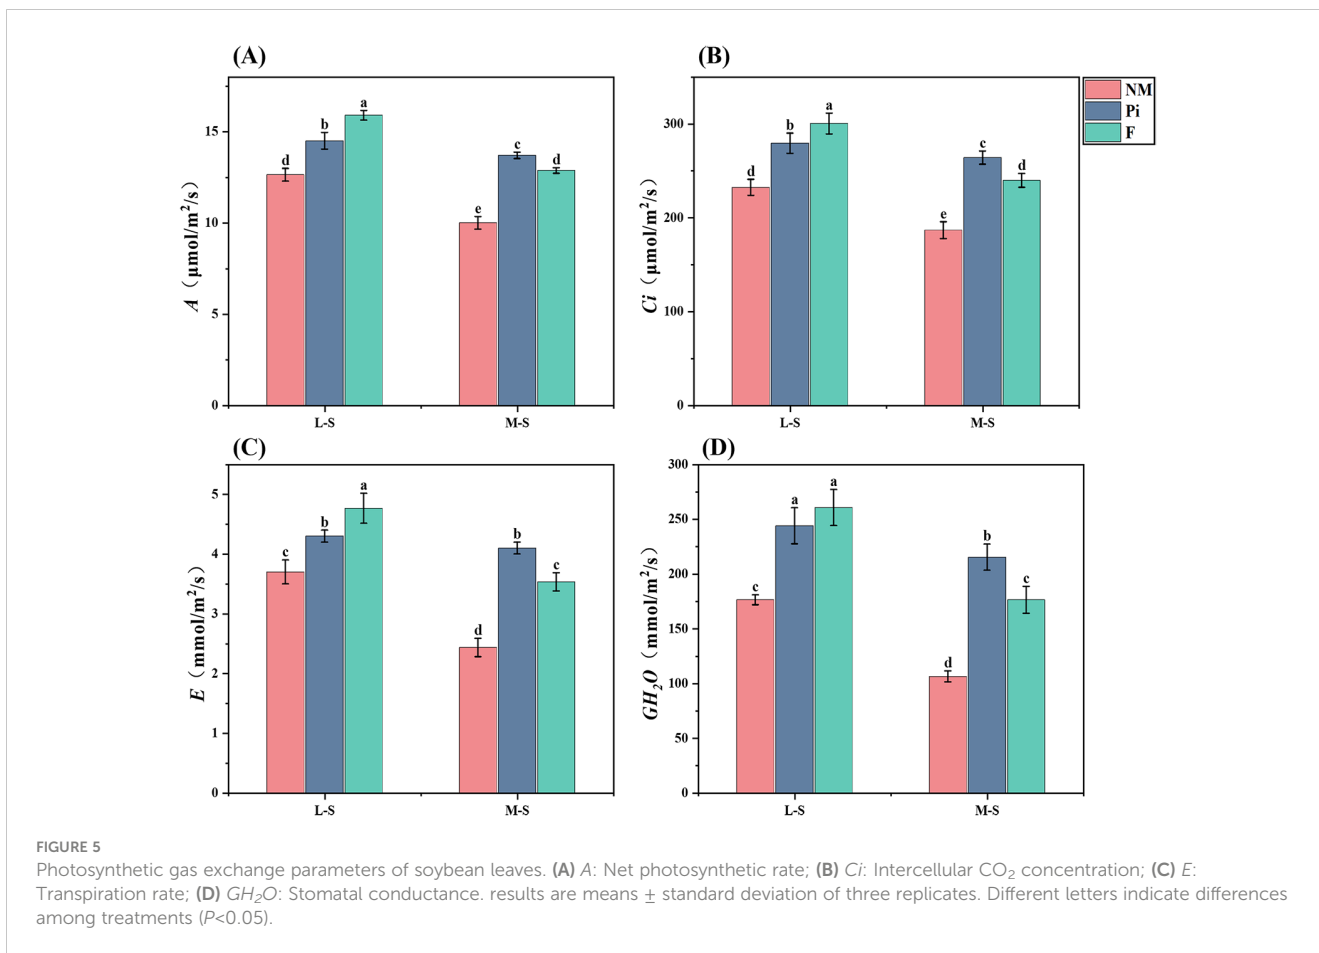 (A)
A（μmol/m²/s）
15
10
5
0
d
b
a
e
c
d
L-S
M-S
(B)
Ci（μmol/m²/s）
300
200
100
0
d
b
a
e
c
d
L-S
M-S
NM
Pi
F
(C)
E（mmol/m²/s）
5
4
3
2
1
0
c
b
a
d
b
c
L-S
M-S
(D)
GH₂O（mmol/m²/s）
300
250
200
150
100
50
0
c
a
a
d
b
c
L-S
M-S
FIGURE 5
Photosynthetic gas exchange parameters of soybean leaves. (A) A: Net photosynthetic rate; (B) Ci: Intercellular CO₂ concentration; (C) E:
Transpiration rate; (D) GH₂O: Stomatal conductance. results are means ± standard deviation of three replicates. Different letters indicate differences
among treatments (P<0.05).